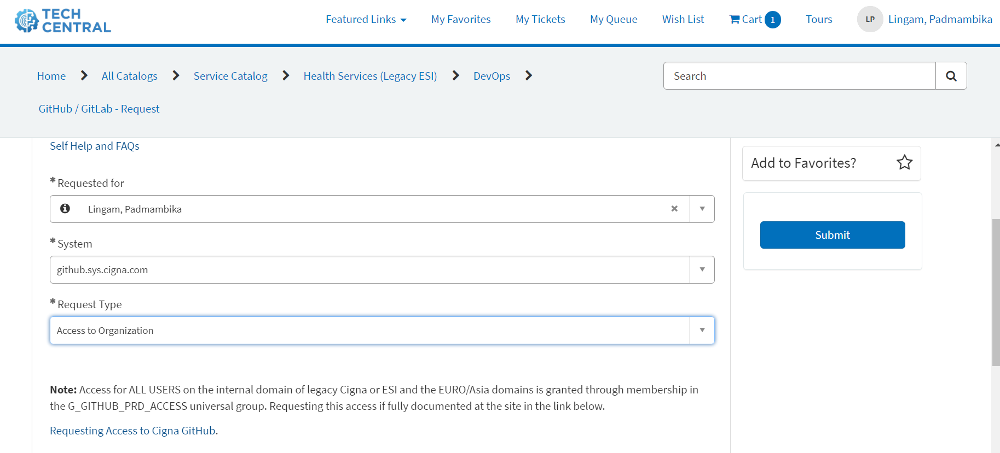 TECH
CENTRAL
Featured Links
My Favorites
My Tickets
My Queue
Wish List
Cart 1
Tours
LP
Lingam, Padmambika
Home
All Catalogs
Service Catalog
Health Services (Legacy ESI)
DevOps
Search
GitHub / GitLab - Request
Self Help and FAQs
Add to Favorites?
* Requested for
Lingam, Padmambika
Submit
* System
github.sys.cigna.com
* Request Type
Access to Organization
Note: Access for ALL USERS on the internal domain of legacy Cigna or ESI and the EURO/Asia domains is granted through membership in
the G_GITHUB_PRD_ACCESS universal group. Requesting this access if fully documented at the site in the link below.
Requesting Access to Cigna GitHub.